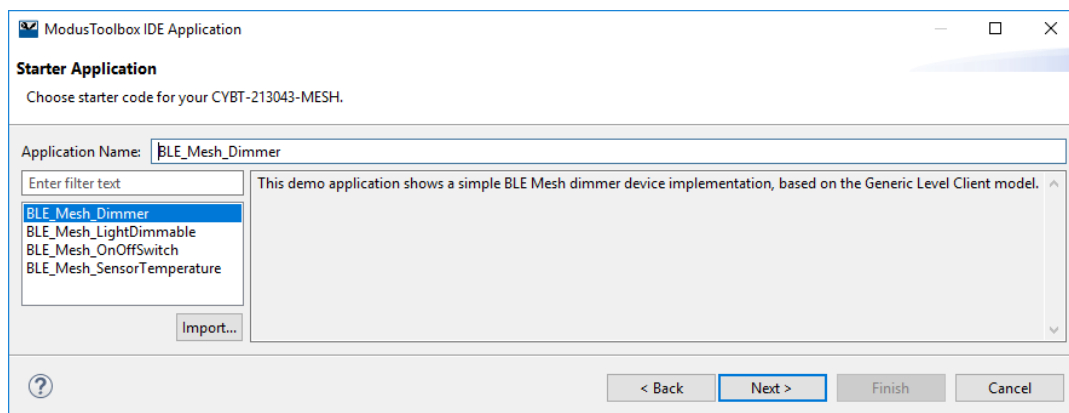 ModusToolbox IDE Application
Starter Application
Choose starter code for your CYBT-213043-MESH.
Application Name: BLE_Mesh_Dimmer
Enter filter text
This demo application shows a simple BLE Mesh dimmer device implementation, based on the Generic Level Client model.
BLE_Mesh_Dimmer
BLE_Mesh_LightDimmable
BLE_Mesh_OnOffSwitch
BLE_Mesh_SensorTemperature
Import...
? < Back Next > Finish Cancel